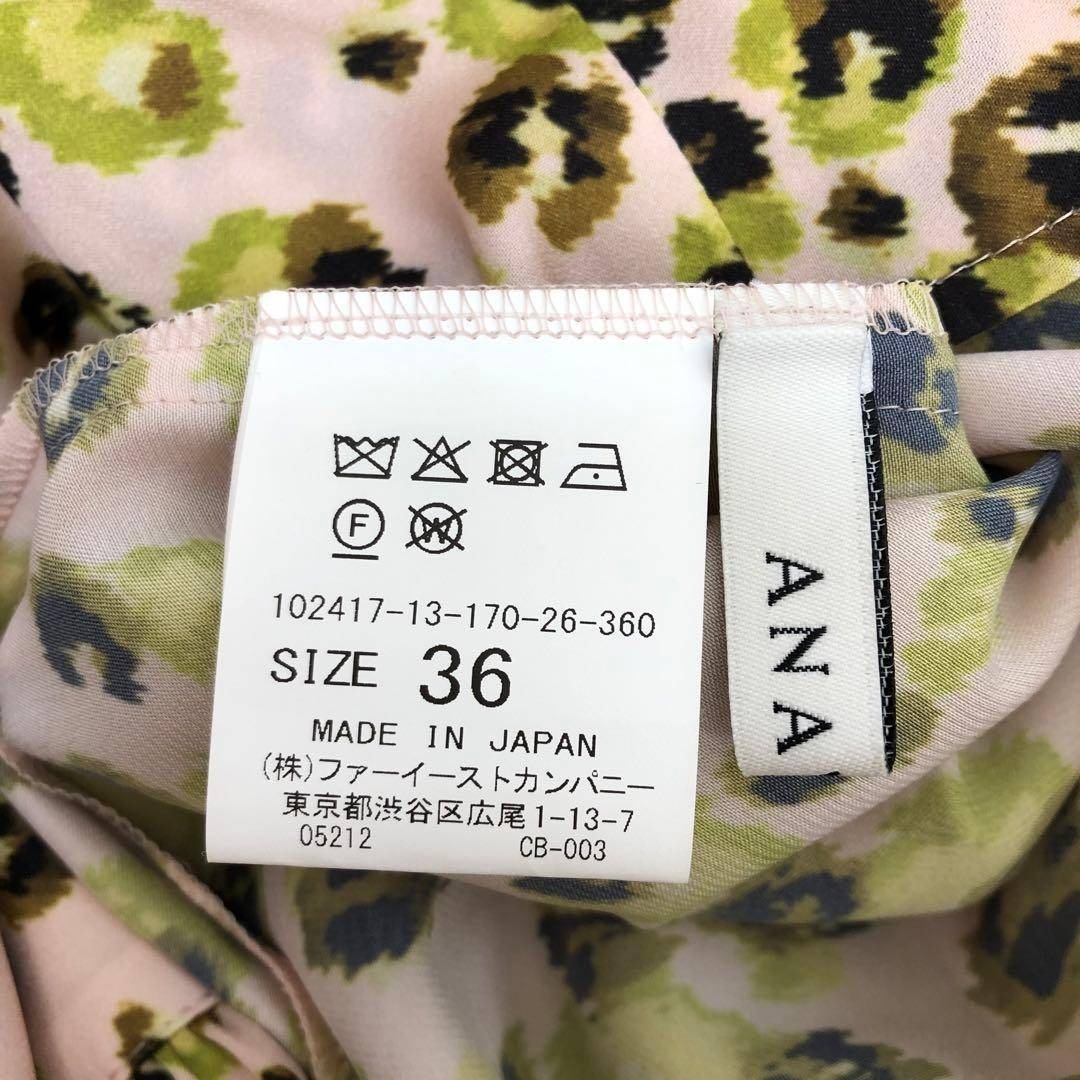 F
W
102417-13-170-26-360
SIZE 36
MADE IN JAPAN
(株)ファーイーストカンパニー
東京都渋谷区広尾1-13-7
05212 CB-003
ANA